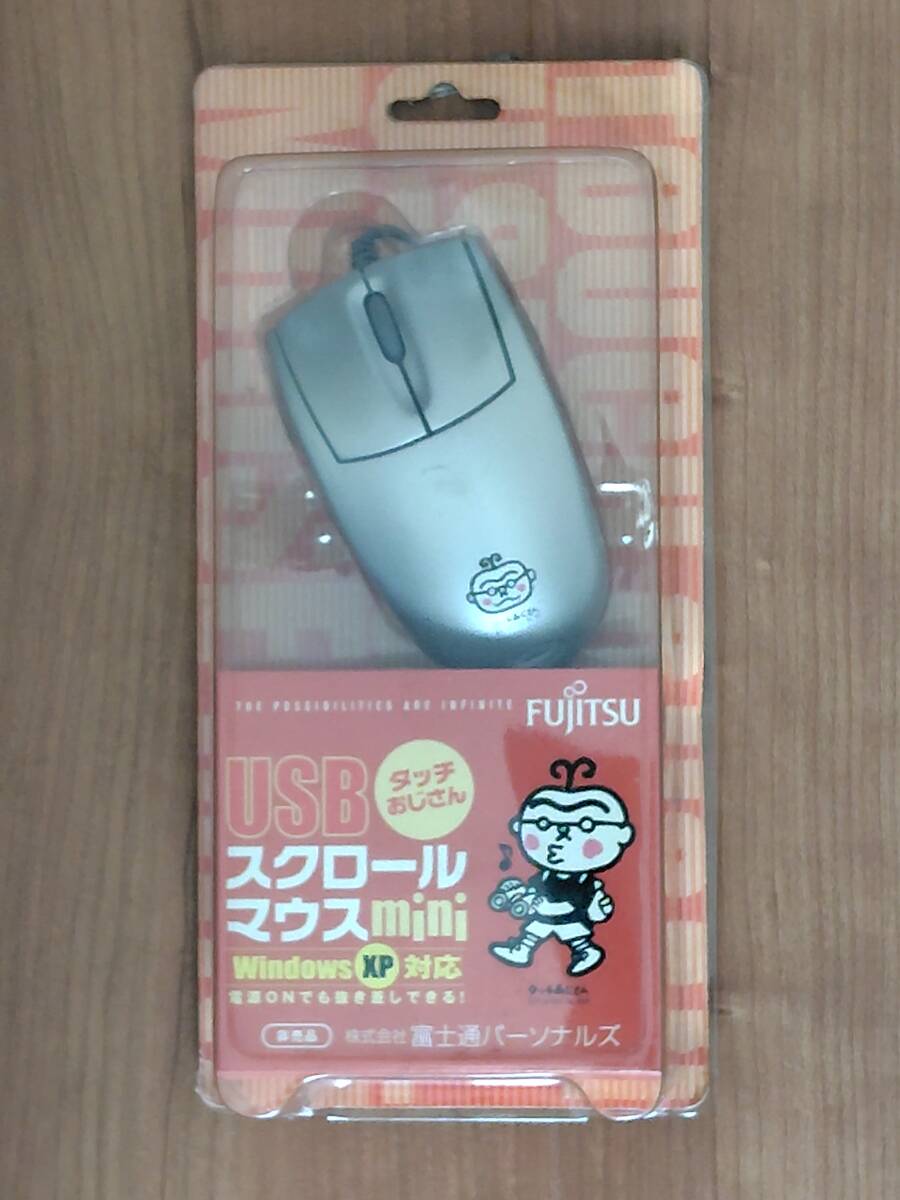 THE POSSIBILITIES ARE INFINITE
FUJITSU
USB
タッチ
おじさん
スクロール
マウスmini
Windows XP 対応
電源ONでも抜き差しできる!
非売品 株式会社 富士通パーソナルズ